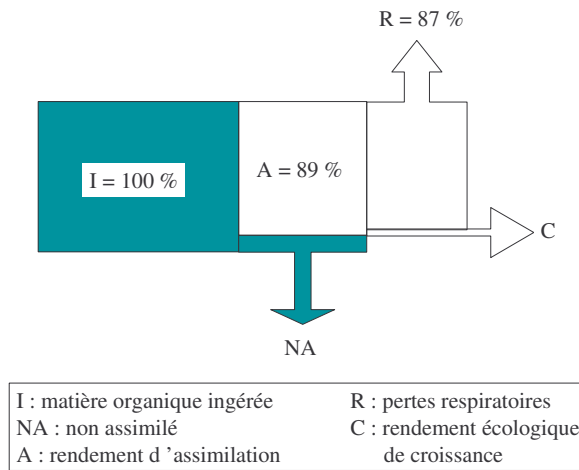 R = 87 %
I = 100 %
A = 89 %
C
NA
I : matière organique ingérée
NA : non assimilé
A : rendement d ’assimilation
R : pertes respiratoires
C : rendement écologique
de croissance